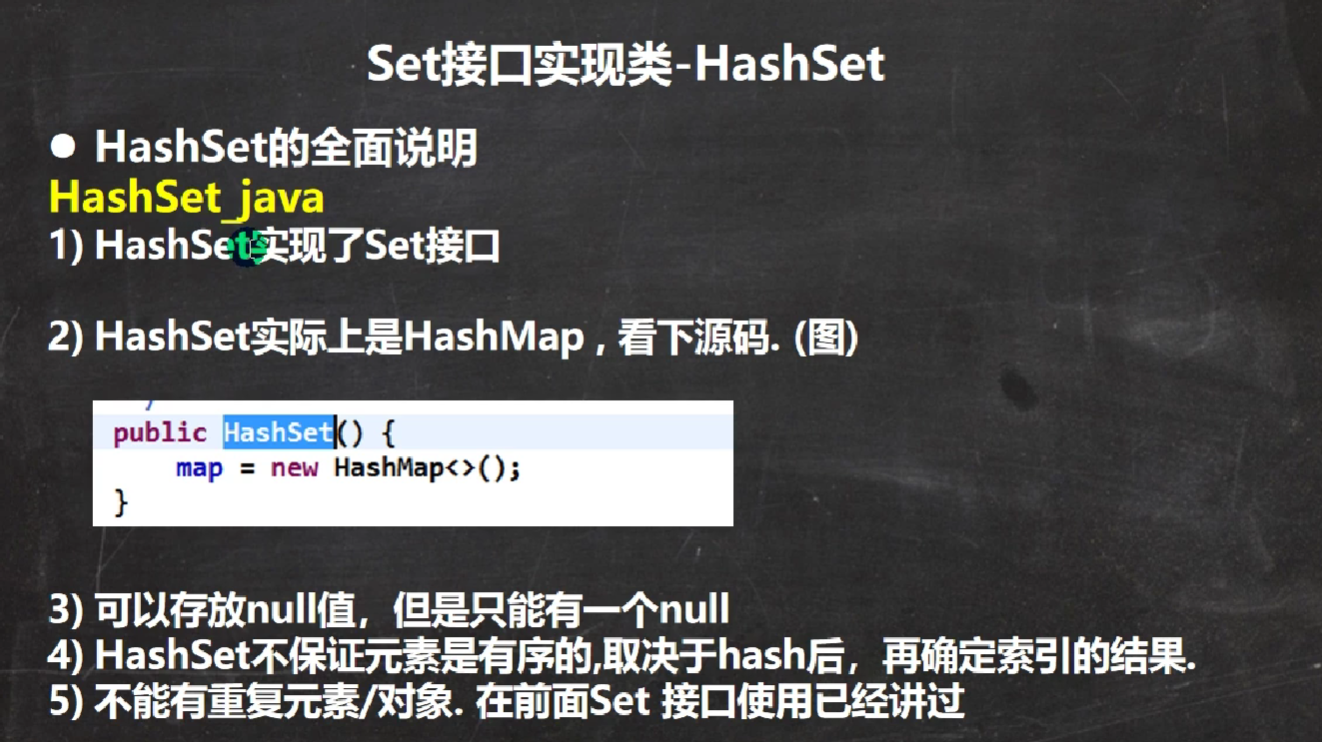 Set接口实现类-HashSet
● HashSet的全面说明
HashSet_java
1) HashSet实现了Set接口
2) HashSet实际上是HashMap，看下源码. (图)
public HashSet() {
map = new HashMap<>();
}
3) 可以存放null值，但是只能有一个null
4) HashSet不保证元素是有序的,取决于hash后，再确定索引的结果.
5) 不能有重复元素/对象. 在前面Set 接口使用已经讲过